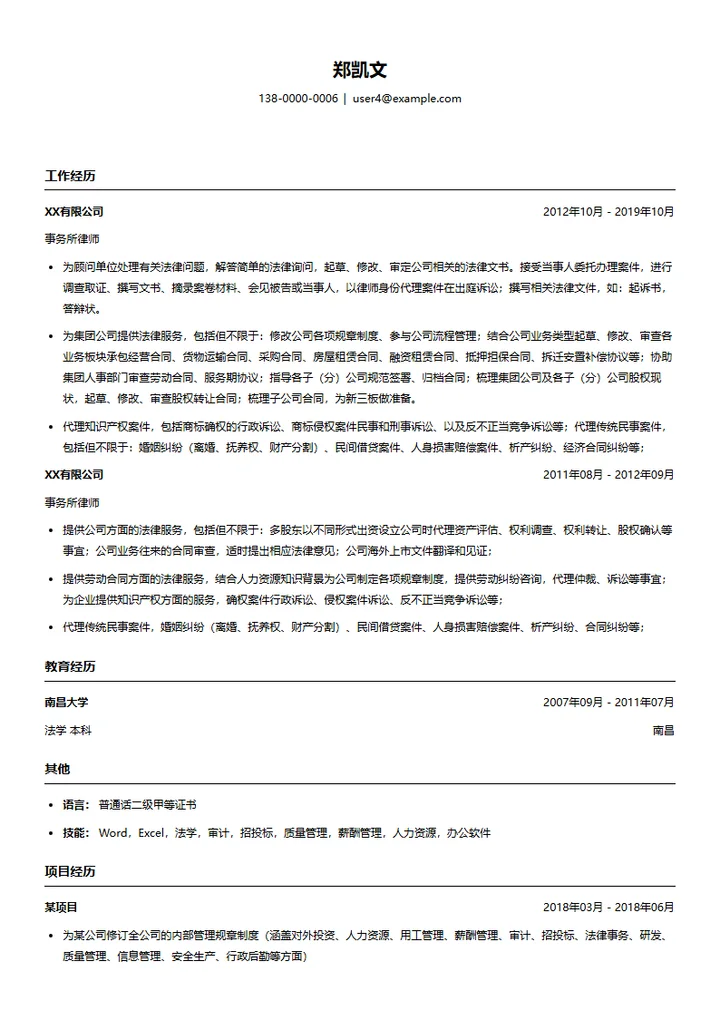 郑凯文
138-0000-0006 | user4@example.com
工作经历
XX有限公司 2012年10月 - 2019年10月
事务所律师
• 为顾问单位处理有关法律问题，解答简单的法律询问，起草、修改、审定公司相关的法律文书。接受当事人委托办理案件，进行
调查取证、撰写文书、摘录案卷材料、会见被告或当事人，以律师身份代理案件在出庭诉讼；撰写相关法律文件，如：起诉书，
答辩状。
• 为集团公司提供法律服务，包括但不限于：修改公司各项规章制度、参与公司流程管理；结合公司业务类型起草、修改、审查各
业务板块承包经营合同、货物运输合同、采购合同、房屋租赁合同、融资租赁合同、抵押担保合同、拆迁安置补偿协议等；协助
集团人事部门审查劳动合同、服务期协议；指导各子（分）公司规范签署、归档合同；梳理集团公司及各子（分）公司股权现
状，起草、修改、审查股权转让合同；梳理子公司合同，为新三板做准备。
• 代理知识产权案件，包括商标确权的行政诉讼、商标侵权案件民事和刑事诉讼、以及反不正当竞争诉讼等；代理传统民事案件，
包括但不限于：婚姻纠纷（离婚、抚养权、财产分割）、民间借贷案件、人身损害赔偿案件、析产纠纷、经济合同纠纷等；
XX有限公司 2011年08月 - 2012年09月
事务所律师
• 提供公司方面的法律服务，包括但不限于：多股东以不同形式出资设立公司时代理资产评估、权利调查、权利转让、股权确认等
事宜；公司业务往来的合同审查，适时提出相应法律意见；公司海外上市文件翻译和见证；
• 提供劳动合同方面的法律服务，结合人力资源知识背景为公司制定各项规章制度，提供劳动纠纷咨询，代理仲裁、诉讼等事宜；
为企业提供知识产权方面的服务，确权案件行政诉讼、侵权案件诉讼、反不正当竞争诉讼等；
• 代理传统民事案件，婚姻纠纷（离婚、抚养权、财产分割）、民间借贷案件、人身损害赔偿案件、析产纠纷、合同纠纷等；
教育经历
南昌大学 2007年09月 - 2011年07月
法学 本科 南昌
其他
• 语言： 普通话二级甲等证书
• 技能： Word，Excel，法学，审计，招投标，质量管理，薪酬管理，人力资源，办公软件
项目经历
某项目 2018年03月 - 2018年06月
• 为某公司修订全公司的内部管理规章制度（涵盖对外投资、人力资源、用工管理、薪酬管理、审计、招投标、法律事务、研发、
质量管理、信息管理、安全生产、行政后勤等方面）